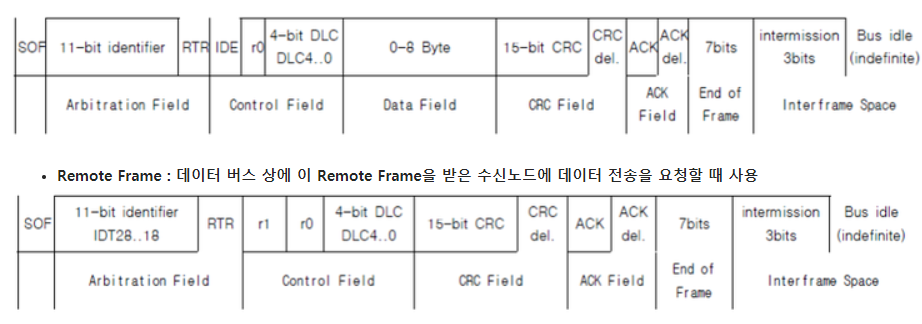 SOF 11-bit identifier RTR IDE r0 4-bit DLC DLC4..0 0-8 Byte 15-bit CRC CRC del. ACK ACK del. 7bits intermission 3bits Bus idle (indefinite)
Arbitration Field Control Field Data Field CRC Field ACK Field End of Frame Interframe Space
• Remote Frame : 데이터 버스 상에 이 Remote Frame을 받은 수신노드에 데이터 전송을 요청할 때 사용
SOF 11-bit identifier IDT28..18 RTR r1 r0 4-bit DLC DLC4..0 15-bit CRC CRC del. ACK ACK del. 7bits intermission 3bits Bus idle (indefinite)
Arbitration Field Control Field CRC Field ACK Field End of Frame Interframe Space